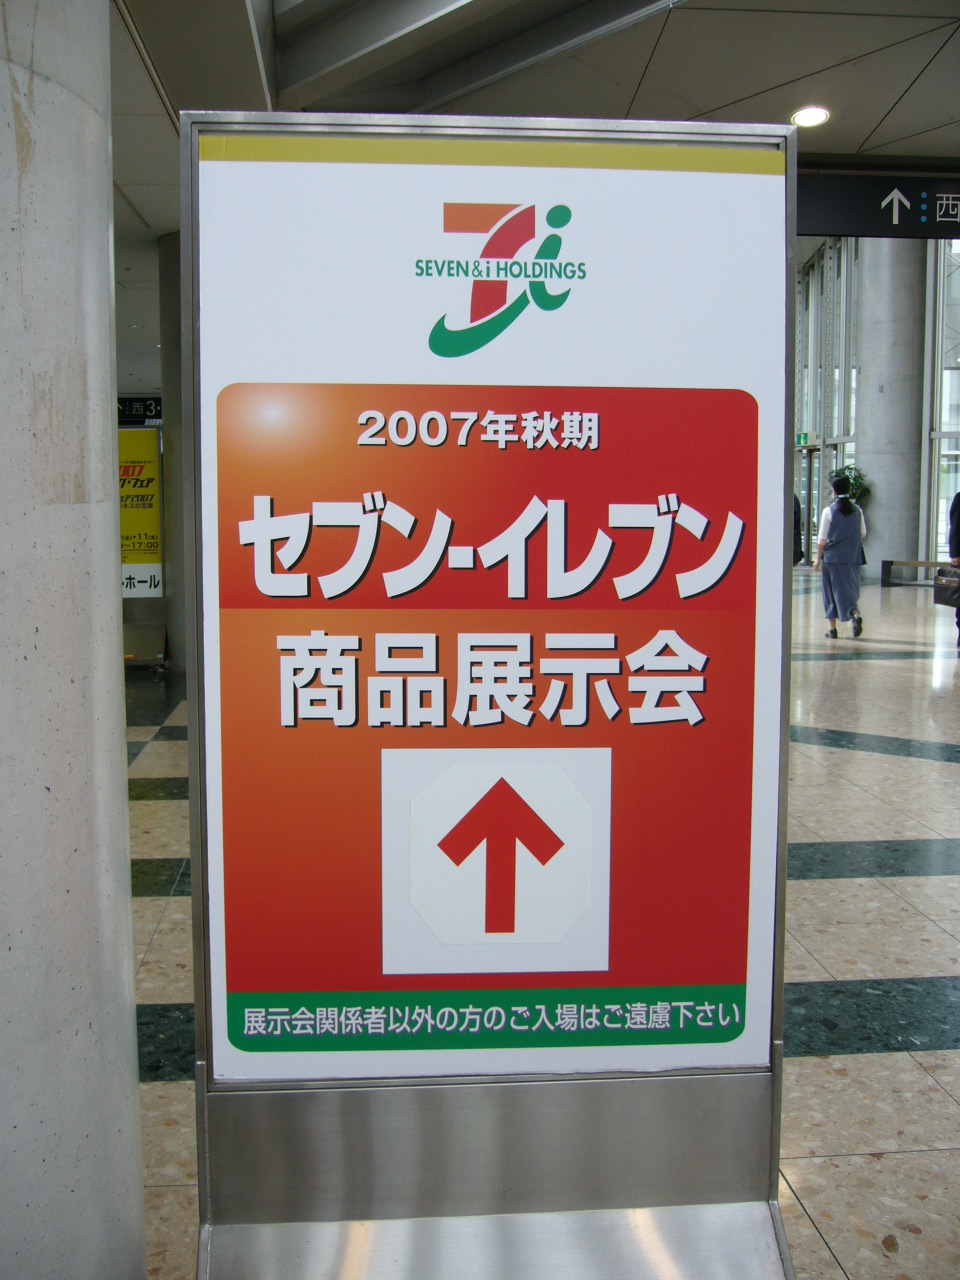 SEVEN&i HOLDINGS
2007年秋期
セブン-イレブン
商品展示会
展示会関係者以外の方のご入場はご遠慮下さい
西
西3
2007
ホール